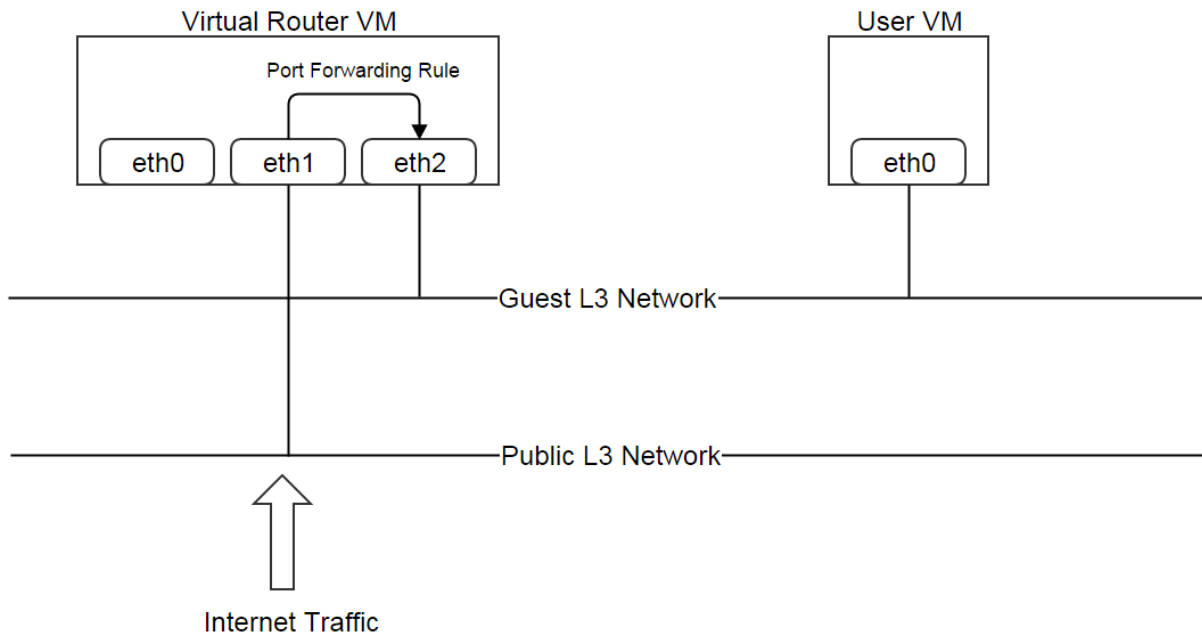 Virtual Router VM
User VM
Port Forwarding Rule
eth0
eth1
eth2
eth0
Guest L3 Network
Public L3 Network
Internet Traffic